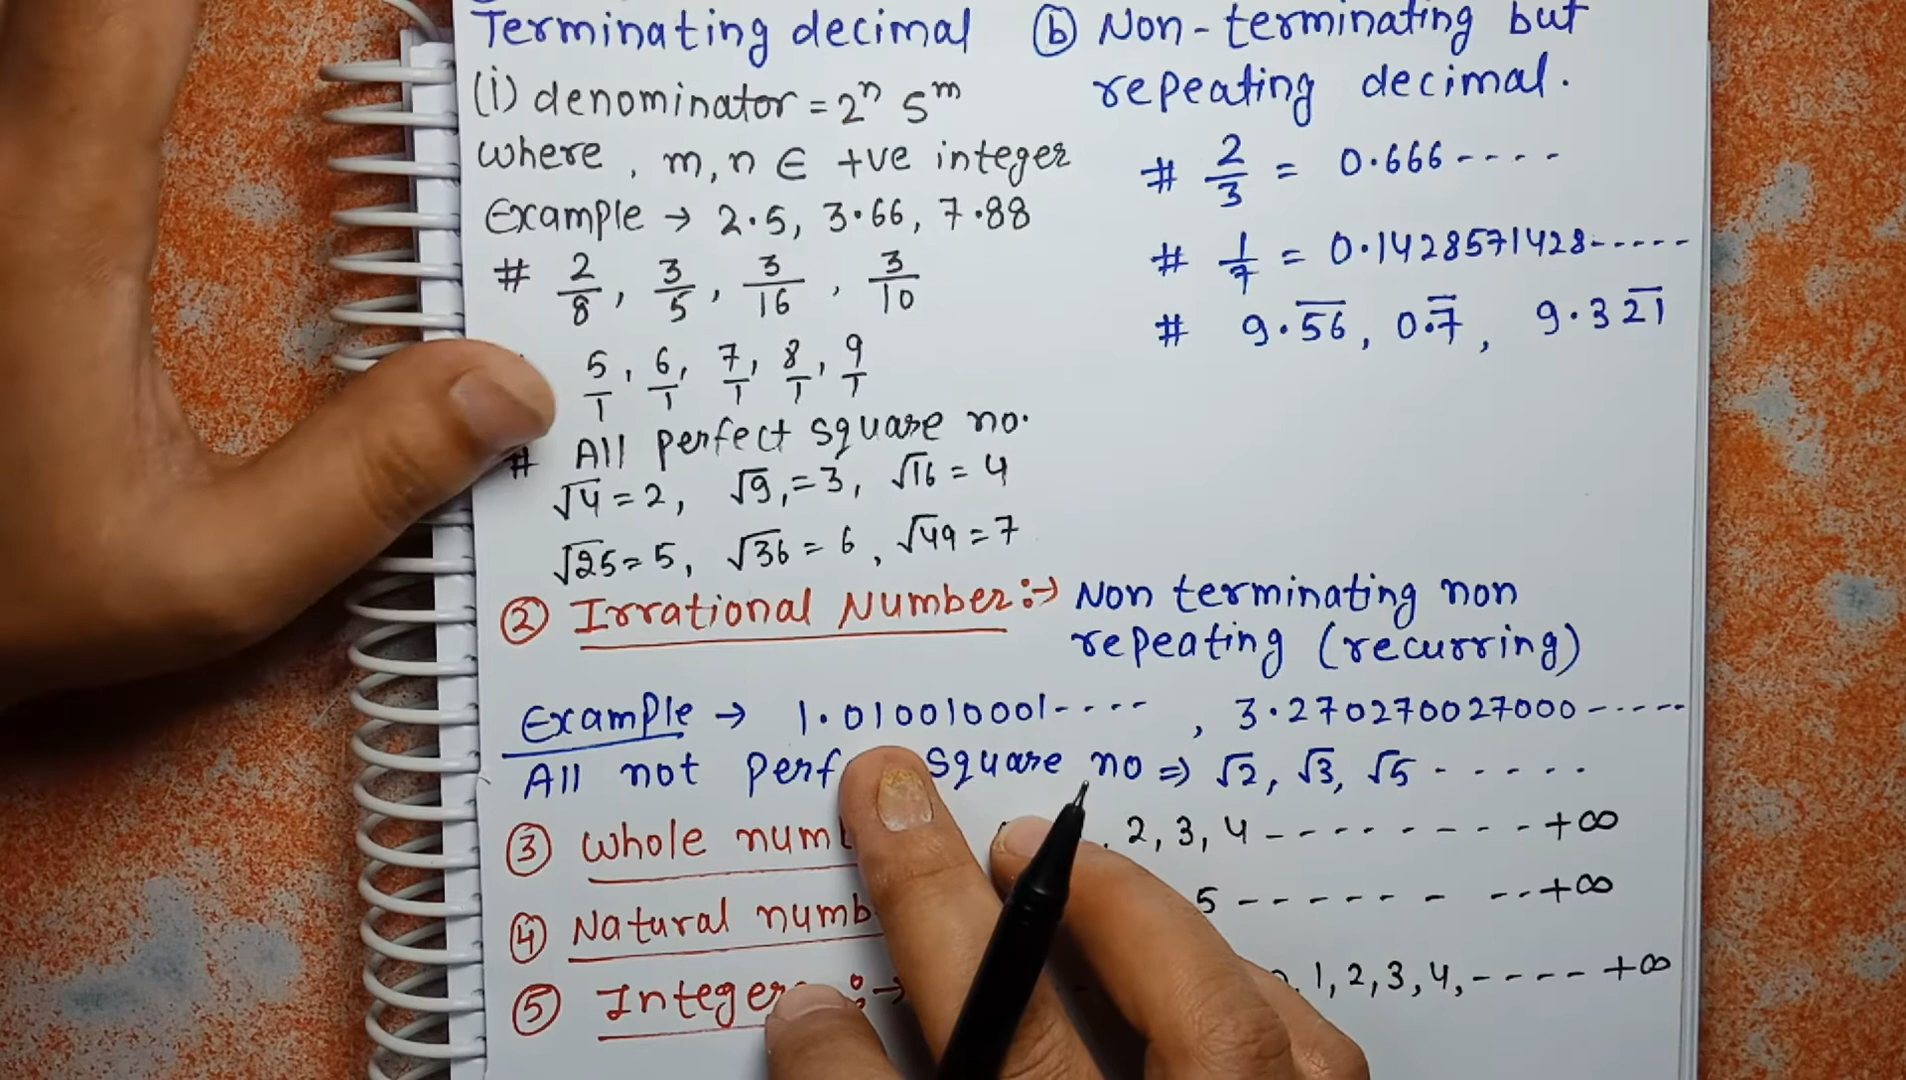 Terminating decimal
(i) denominator = 2ⁿ 5ᵐ
where, m, n ∈ +ve integer
Example → 2.5, 3.66, 7.88
# 2/8, 3/5, 3/16, 3/10
5/1, 6/1, 7/1, 8/1, 9/1
# All perfect square no.
√4 = 2, √9, = 3, √16 = 4
√25 = 5, √36 = 6, √49 = 7
ⓑ Non-terminating but
repeating decimal.
# 2/3 = 0.666----
# 1/7 = 0.1428571428-----
# 9.5̅6̅, 0.7̅, 9.32̅1̅
② Irrational Number :→ Non terminating non
repeating (recurring)
Example → 1.010010001----, 3.270270027000-----
All not square no ⇒ √2, √3, √5 -----
③ Whole 2, 3, 4 --------- +∞
④ Natural 5 -------- +∞
⑤ Integer :→ 1, 2, 3, 4, ---- +∞